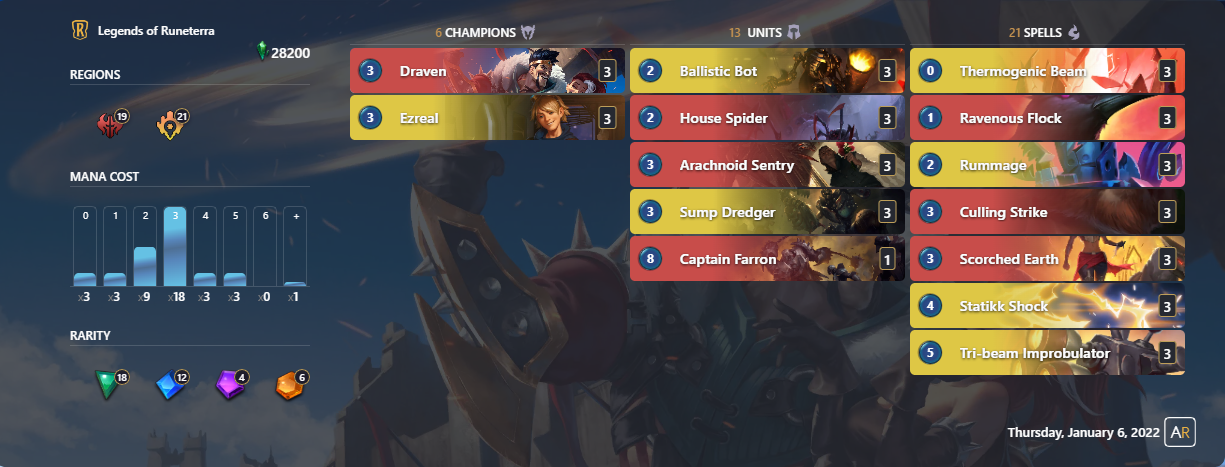 Legends of Runeterra
28200
REGIONS
19
21
MANA COST
0 1 2 3 4 5 6 +
x3 x3 x9 x18 x3 x3 x0 x1
RARITY
18
12
4
6
6 CHAMPIONS
3 Draven 3
3 Ezreal 3
13 UNITS
2 Ballistic Bot 3
2 House Spider 3
3 Arachnoid Sentry 3
3 Sump Dredger 3
8 Captain Farron 1
21 SPELLS
0 Thermogenic Beam 3
1 Ravenous Flock 3
2 Rummage 3
3 Culling Strike 3
3 Scorched Earth 3
4 Statikk Shock 3
5 Tri-beam Improbulator 3
Thursday, January 6, 2022 AR